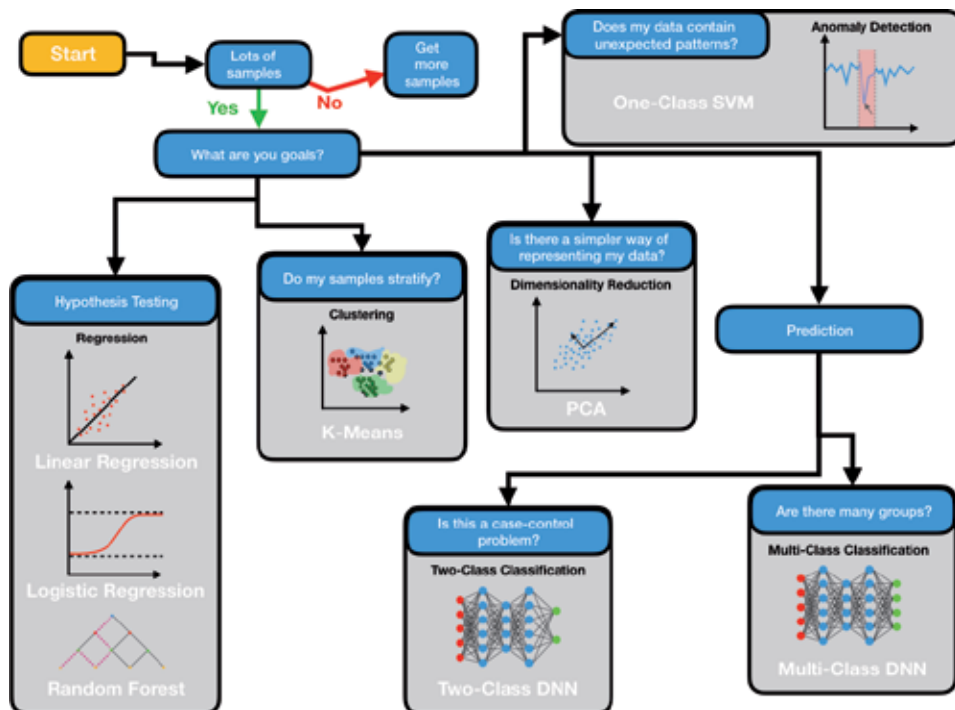 Start
Lots of
samples
Get
more
samples
Yes
No
What are you goals?
Does my data contain
unexpected patterns?
Anomaly Detection
One-Class SVM
Hypothesis Testing
Regression
Linear Regression
Logistic Regression
Random Forest
Do my samples stratify?
Clustering
K-Means
Is there a simpler way of
representing my data?
Dimensionality Reduction
PCA
Prediction
Is this a case-control
problem?
Two-Class Classification
Two-Class DNN
Are there many groups?
Multi-Class Classification
Multi-Class DNN